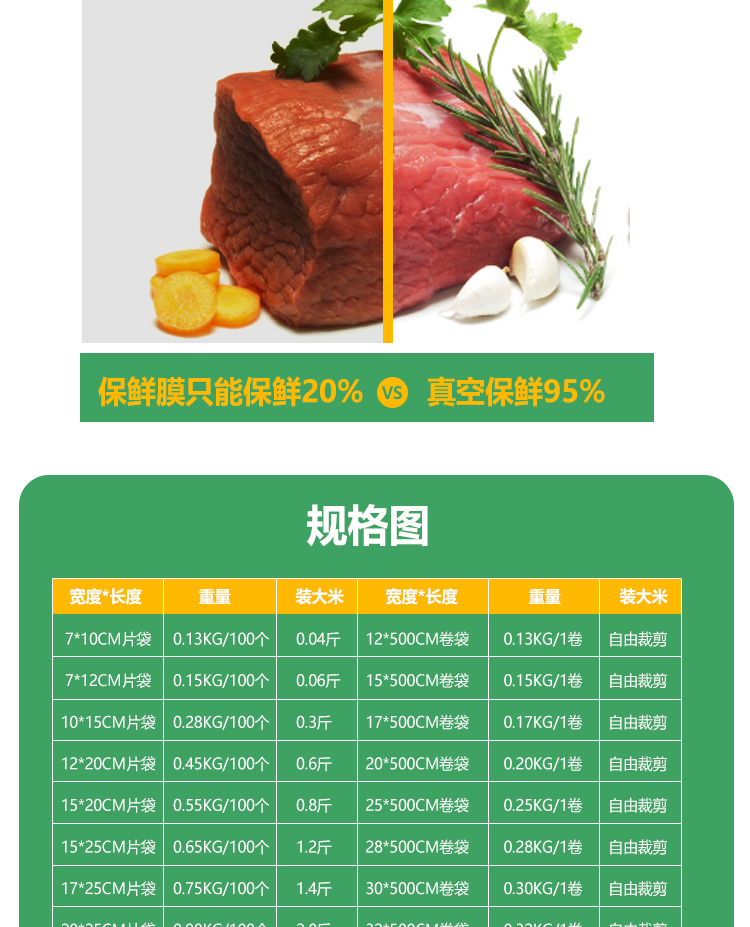 保鲜膜只能保鲜20% VS 真空保鲜95%
规格图
宽度*长度 重量 装大米 宽度*长度 重量 装大米
7*10CM片袋 0.13KG/100个 0.04斤 12*500CM卷袋 0.13KG/1卷 自由裁剪
7*12CM片袋 0.15KG/100个 0.06斤 15*500CM卷袋 0.15KG/1卷 自由裁剪
10*15CM片袋 0.28KG/100个 0.3斤 17*500CM卷袋 0.17KG/1卷 自由裁剪
12*20CM片袋 0.45KG/100个 0.6斤 20*500CM卷袋 0.20KG/1卷 自由裁剪
15*20CM片袋 0.55KG/100个 0.8斤 25*500CM卷袋 0.25KG/1卷 自由裁剪
15*25CM片袋 0.65KG/100个 1.2斤 28*500CM卷袋 0.28KG/1卷 自由裁剪
17*25CM片袋 0.75KG/100个 1.4斤 30*500CM卷袋 0.30KG/1卷 自由裁剪